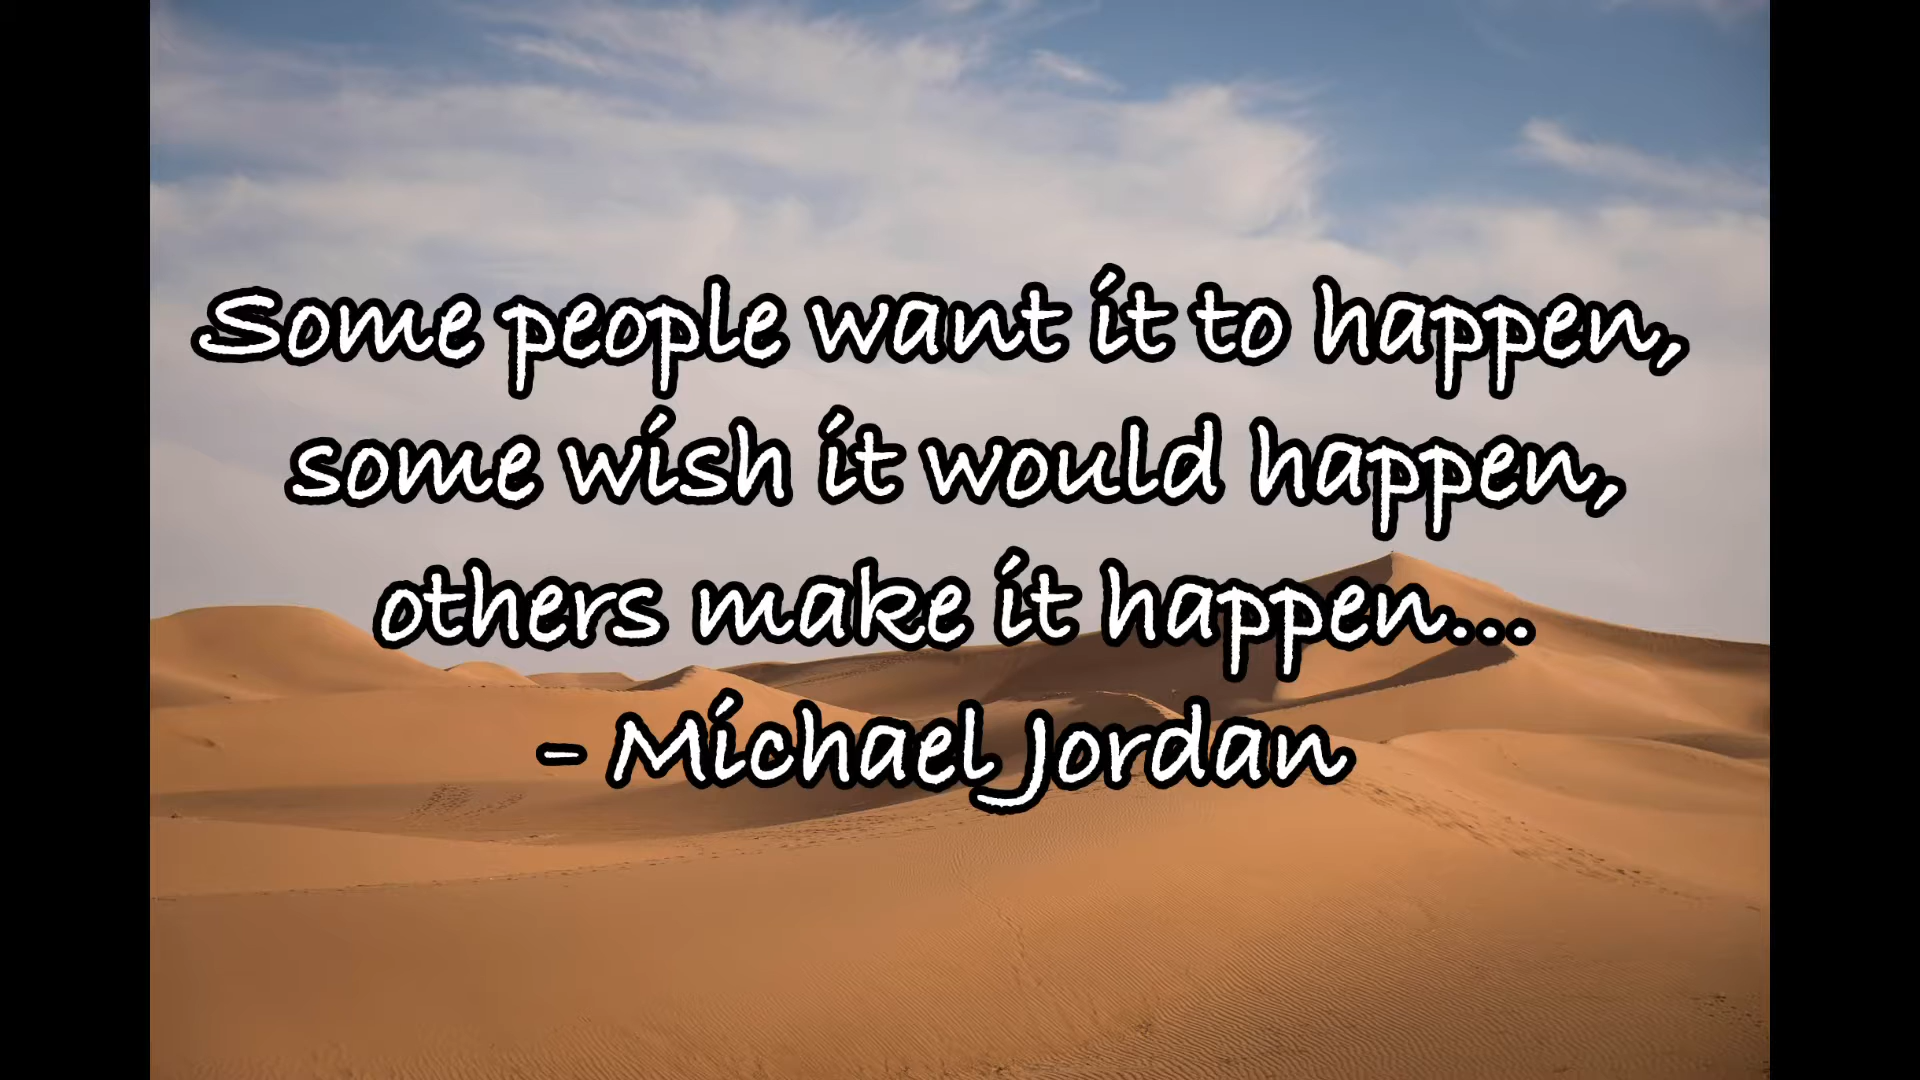 Some people want it to happen,
some wish it would happen,
others make it happen...
- Michael Jordan